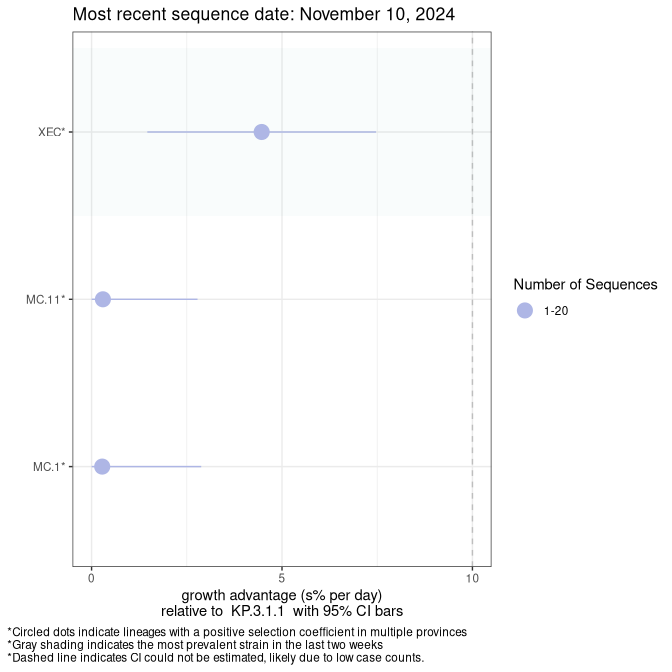 Most recent sequence date: November 10, 2024
XEC*
MC.11*
MC.1*
0
5
10
growth advantage (s% per day)
relative to  KP.3.1.1  with 95% CI bars
Number of Sequences
1-20
*Circled dots indicate lineages with a positive selection coefficient in multiple provinces
*Gray shading indicates the most prevalent strain in the last two weeks
*Dashed line indicates CI could not be estimated, likely due to low case counts.